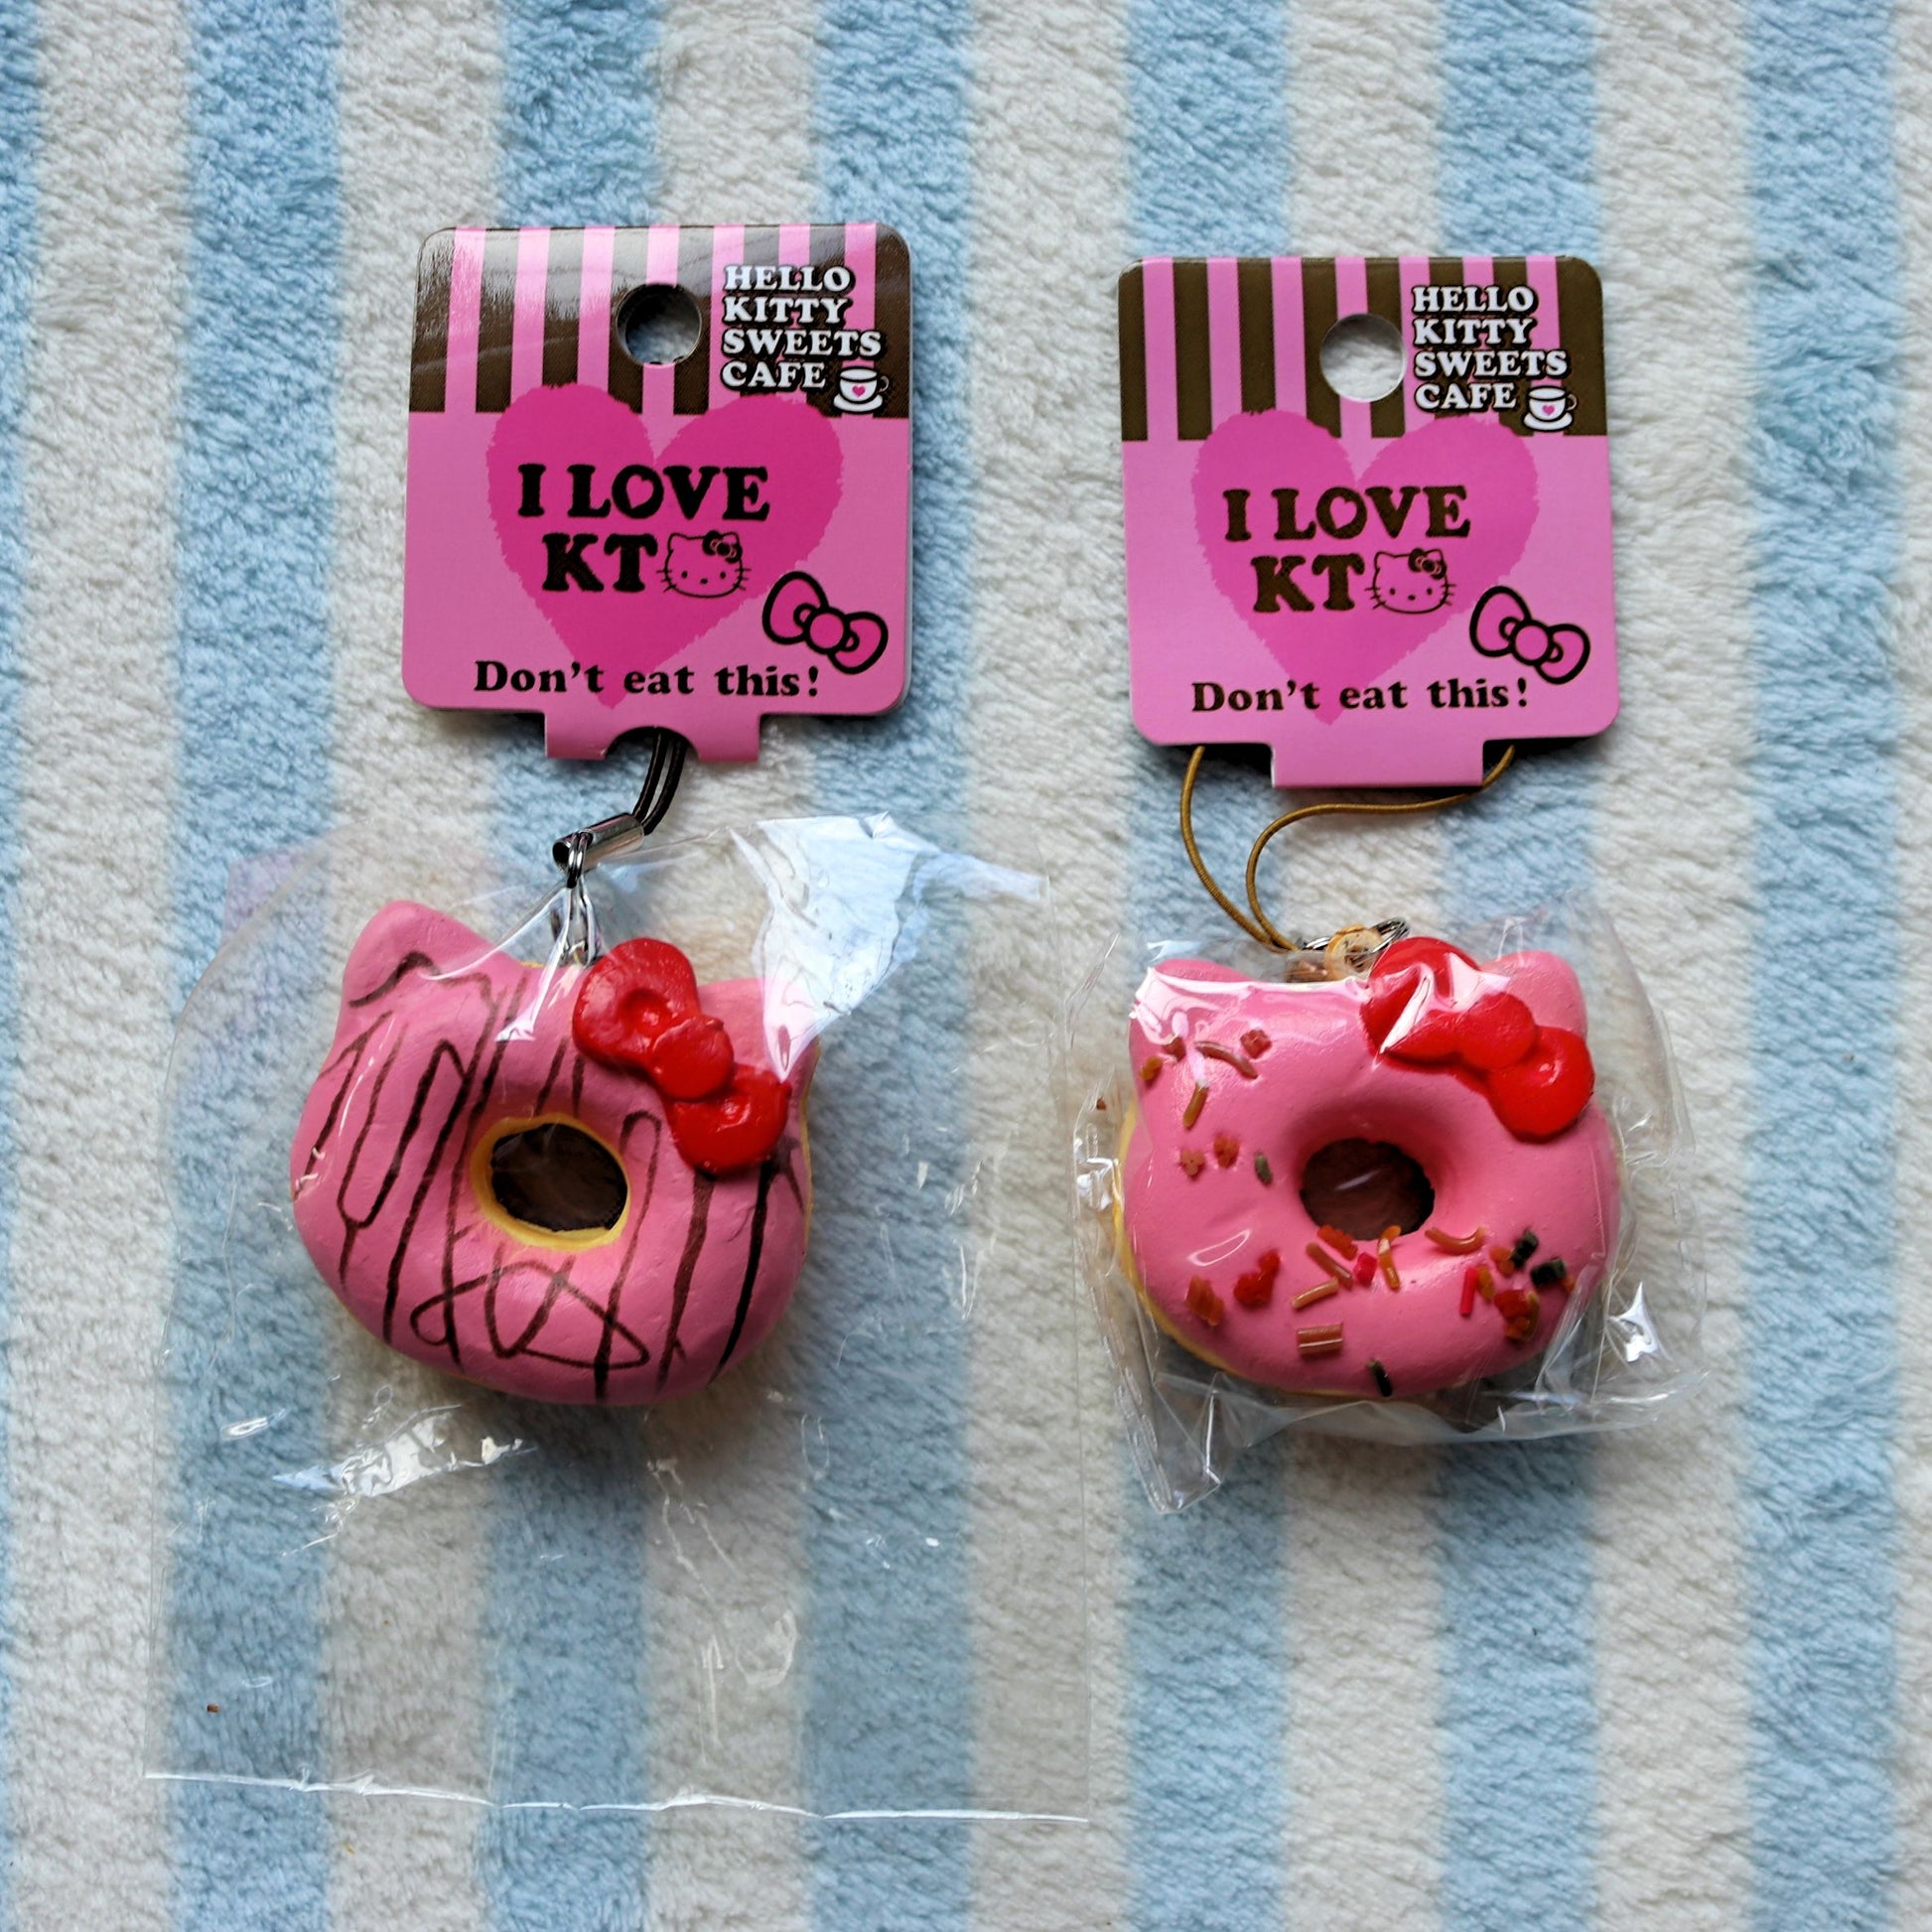 HELLO
KITTY
SWEETS
CAFE
I LOVE
KT
Don't eat this!
HELLO
KITTY
SWEETS
CAFE
I LOVE
KT
Don't eat this!